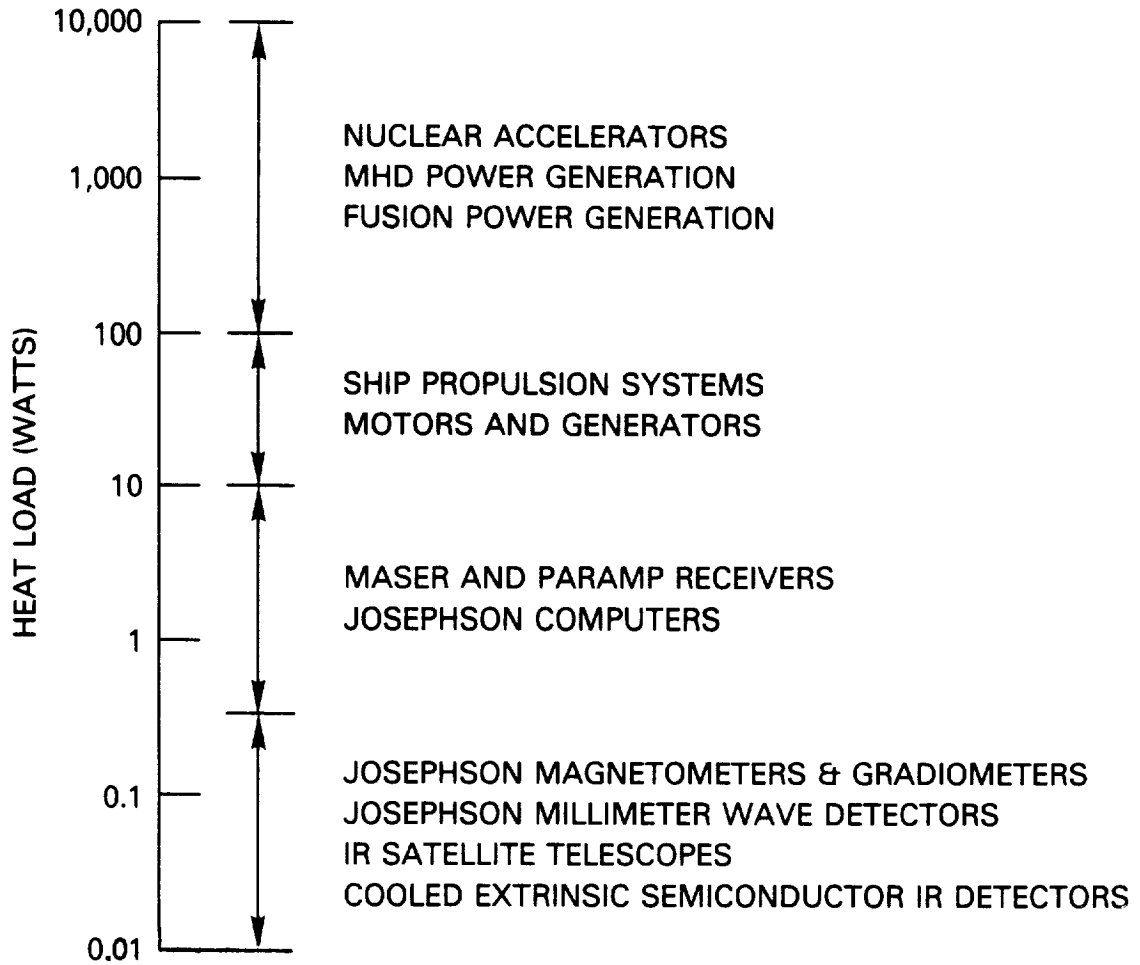 10,000
NUCLEAR ACCELERATORS
1,000
MHD POWER GENERATION
FUSION POWER GENERATION
100
HEAT LOAD (WATTS)
SHIP PROPULSION SYSTEMS
MOTORS AND GENERATORS
10
MASER AND PARAMP RECEIVERS
JOSEPHSON COMPUTERS
1
JOSEPHSON MAGNETOMETERS & GRADIOMETERS
0.1
JOSEPHSON MILLIMETER WAVE DETECTORS
IR SATELLITE TELESCOPES
COOLED EXTRINSIC SEMICONDUCTOR IR DETECTORS
0.01